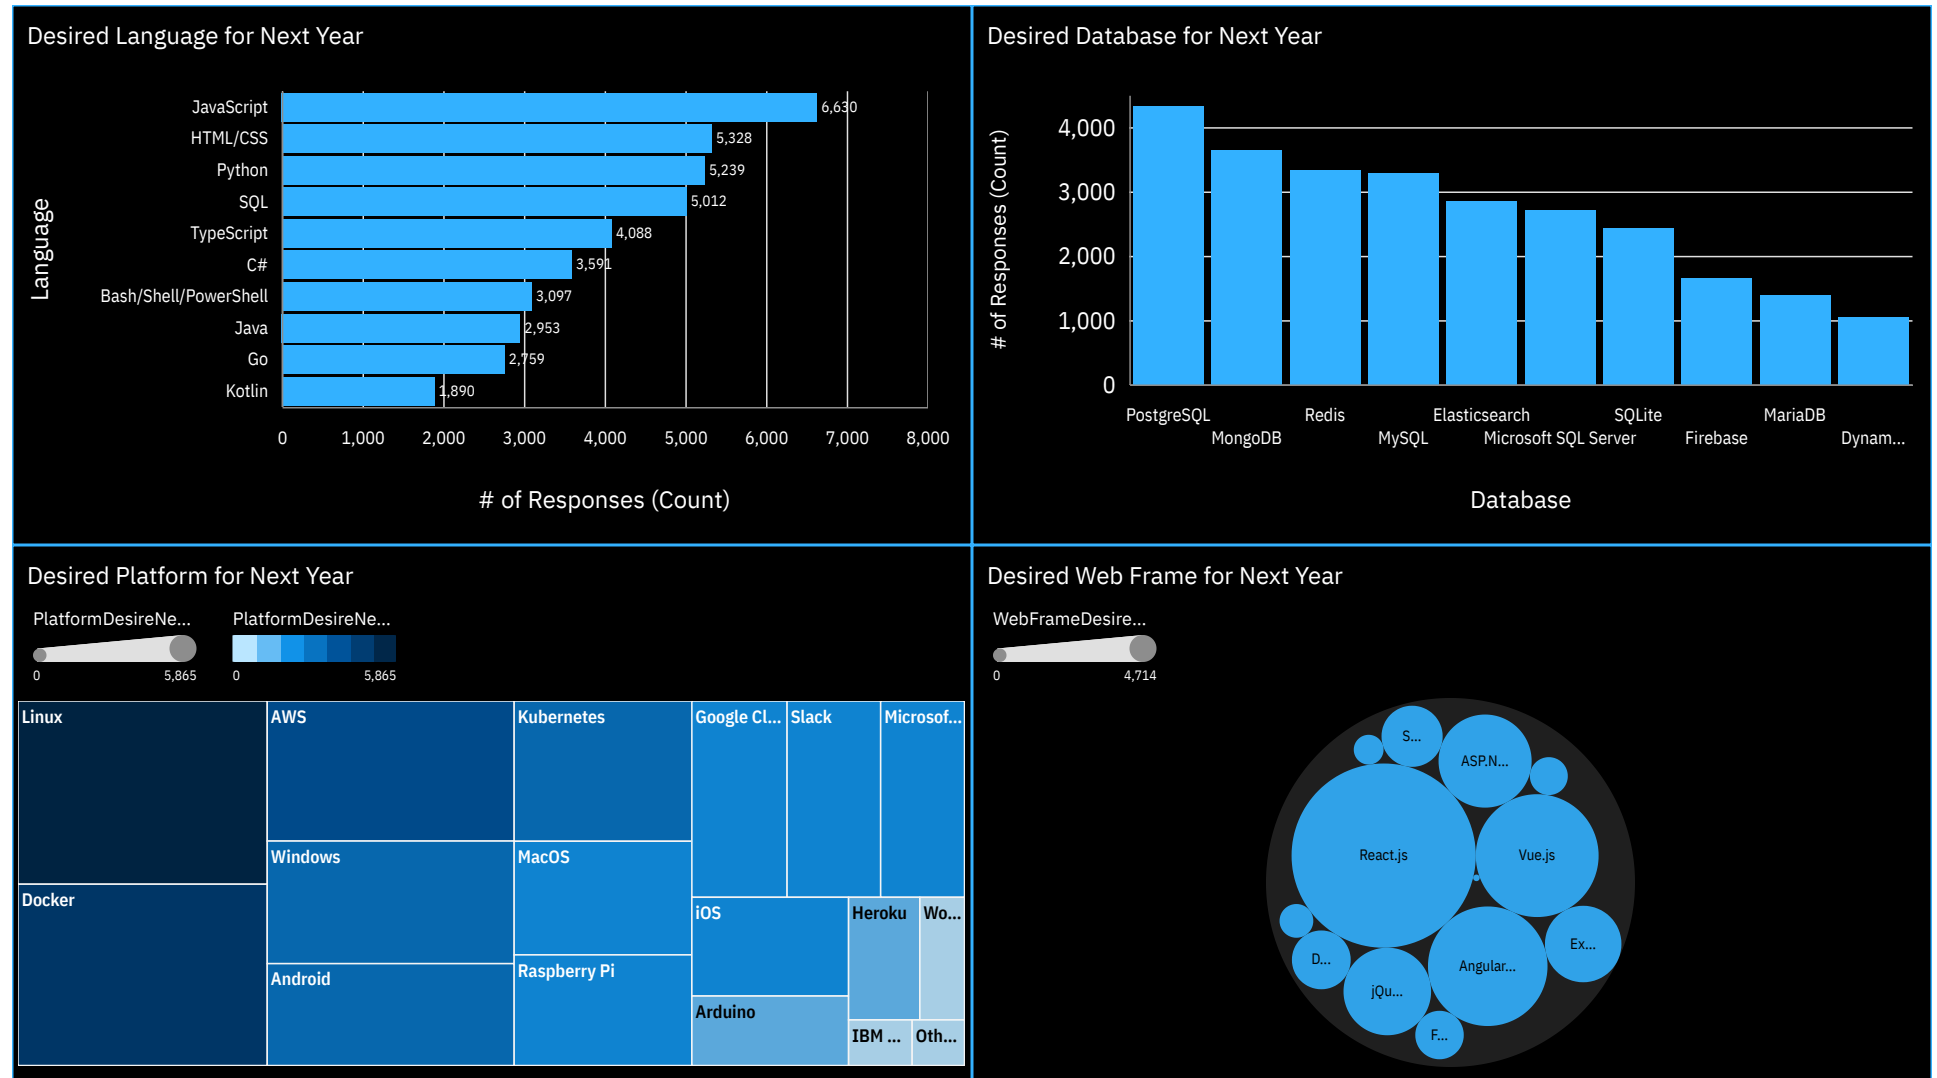 Desired Language for Next Year
Language
JavaScript 6,630
HTML/CSS 5,328
Python 5,239
SQL 5,012
TypeScript 4,088
C# 3,591
Bash/Shell/PowerShell 3,097
Java 2,953
Go 2,759
Kotlin 1,890
0 1,000 2,000 3,000 4,000 5,000 6,000 7,000 8,000
# of Responses (Count)
Desired Database for Next Year
# of Responses (Count)
4,000
3,000
2,000
1,000
0
PostgreSQL Redis Elasticsearch SQLite MariaDB
MongoDB MySQL Microsoft SQL Server Firebase Dynam...
Database
Desired Platform for Next Year
PlatformDesireNe... PlatformDesireNe...
0 5,865 0 5,865
Linux AWS Kubernetes Google Cl... Slack Microsof...
Windows MacOS
Docker iOS Heroku Wo...
Android Raspberry Pi
Arduino
IBM ... Oth...
Desired Web Frame for Next Year
WebFrameDesire...
0 4,714
S...
ASP.N...
React.js Vue.js
Ex...
D... Angular...
jQu...
F...